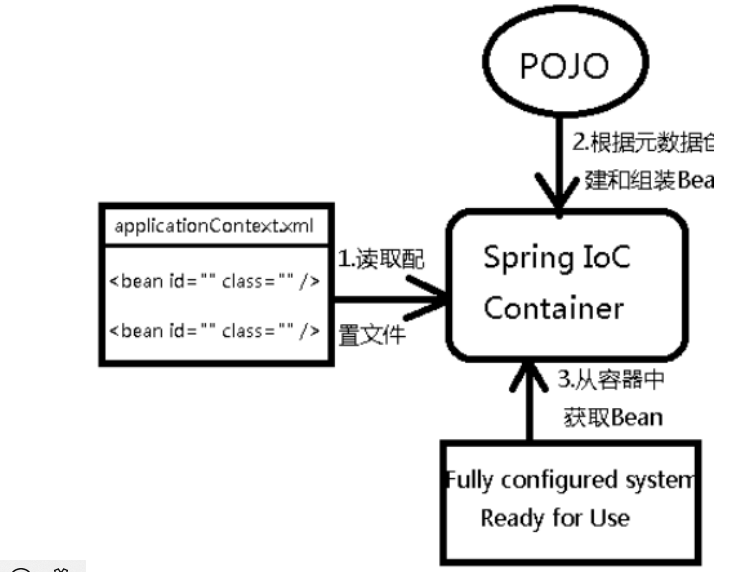 POJO
2.根据元数据
建和组装Bea
applicationContext.xml
<bean id="" class="" />
<bean id="" class="" />
1.读取配
置文件
Spring IoC
Container
3.从容器中
获取Bean
Fully configured system
Ready for Use